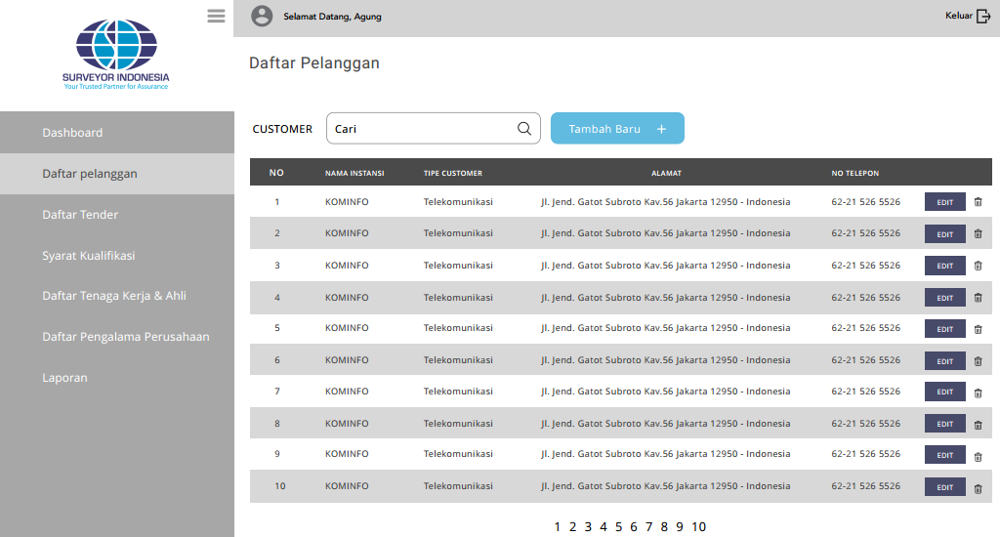 SURVEYOR INDONESIA
Your Trusted Partner for Assurance
Selamat Datang, Agung
Keluar
Dashboard
Daftar pelanggan
Daftar Tender
Syarat Kualifikasi
Daftar Tenaga Kerja & Ahli
Daftar Pengalama Perusahaan
Laporan
Daftar Pelanggan
CUSTOMER Cari Tambah Baru +
NO NAMA INSTANSI TIPE CUSTOMER ALAMAT NO TELEPON
1 KOMINFO Telekomunikasi Jl. Jend. Gatot Subroto Kav.56 Jakarta 12950 - Indonesia 62-21 526 5526 EDIT
2 KOMINFO Telekomunikasi Jl. Jend. Gatot Subroto Kav.56 Jakarta 12950 - Indonesia 62-21 526 5526 EDIT
3 KOMINFO Telekomunikasi Jl. Jend. Gatot Subroto Kav.56 Jakarta 12950 - Indonesia 62-21 526 5526 EDIT
4 KOMINFO Telekomunikasi Jl. Jend. Gatot Subroto Kav.56 Jakarta 12950 - Indonesia 62-21 526 5526 EDIT
5 KOMINFO Telekomunikasi Jl. Jend. Gatot Subroto Kav.56 Jakarta 12950 - Indonesia 62-21 526 5526 EDIT
6 KOMINFO Telekomunikasi Jl. Jend. Gatot Subroto Kav.56 Jakarta 12950 - Indonesia 62-21 526 5526 EDIT
7 KOMINFO Telekomunikasi Jl. Jend. Gatot Subroto Kav.56 Jakarta 12950 - Indonesia 62-21 526 5526 EDIT
8 KOMINFO Telekomunikasi Jl. Jend. Gatot Subroto Kav.56 Jakarta 12950 - Indonesia 62-21 526 5526 EDIT
9 KOMINFO Telekomunikasi Jl. Jend. Gatot Subroto Kav.56 Jakarta 12950 - Indonesia 62-21 526 5526 EDIT
10 KOMINFO Telekomunikasi Jl. Jend. Gatot Subroto Kav.56 Jakarta 12950 - Indonesia 62-21 526 5526 EDIT
1 2 3 4 5 6 7 8 9 10